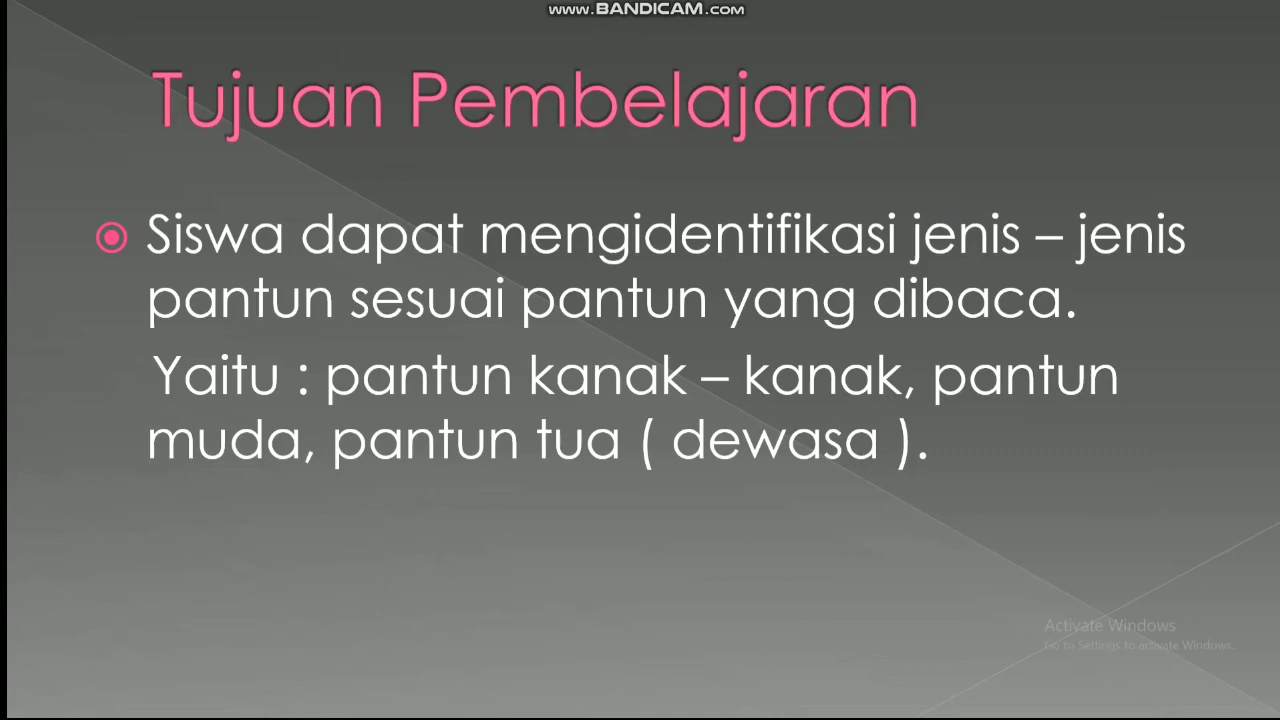 www.BANDICAM.com
Tujuan Pembelajaran
Siswa dapat mengidentifikasi jenis – jenis
pantun sesuai pantun yang dibaca.
Yaitu : pantun kanak – kanak, pantun
muda, pantun tua ( dewasa ).
Activate Windows
Go to Settings to activate Windows.